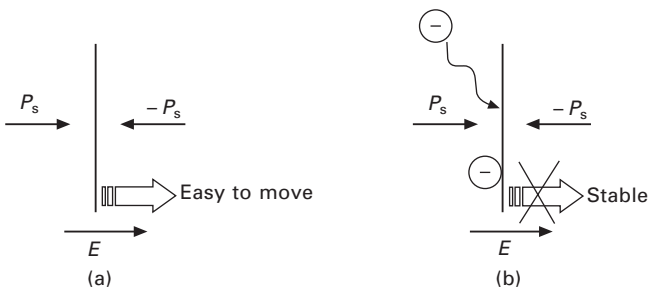 P_s
– P_s
Easy to move
E
(a)
–
P_s
– P_s
–
Stable
E
(b)